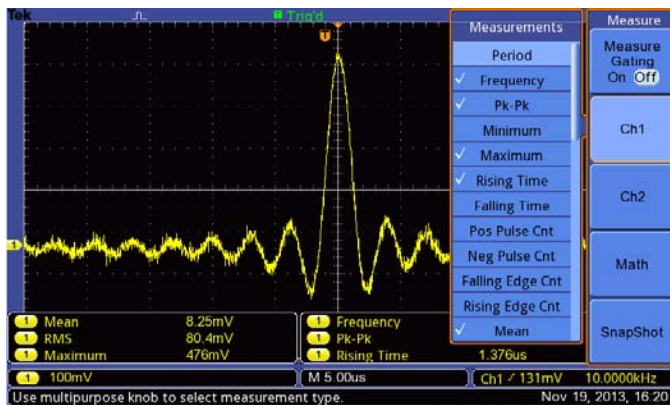 Tek
Trig'd
T
Measurements
Period
Frequency
Pk-Pk
Minimum
Maximum
Rising Time
Falling Time
Pos Pulse Cnt
Neg Pulse Cnt
Falling Edge Cnt
Rising Edge Cnt
Mean
Measure
Measure
Gating
On Off
Ch1
Ch2
Math
SnapShot
1
1 Mean 8.25mV
1 RMS 80.4mV
1 Maximum 476mV
1 Frequency
1 Pk-Pk
1 Rising Time 1.376us
1 100mV
M 5.00us
Ch1 131mV 10.0000kHz
Use multipurpose knob to select measurement type.
Nov 19, 2013, 16:20